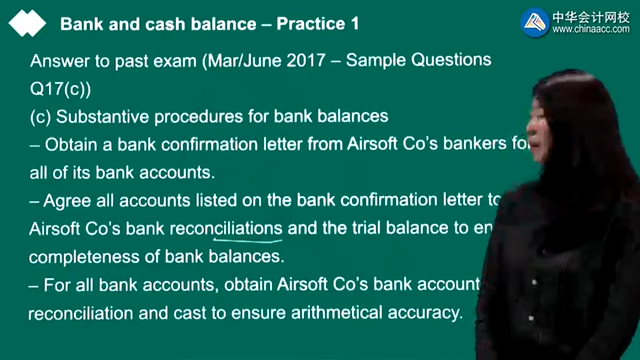 Bank and cash balance – Practice 1
中华会计网校
www.chinaacc.com
Answer to past exam (Mar/June 2017 – Sample Questions
Q17(c))
(c) Substantive procedures for bank balances
– Obtain a bank confirmation letter from Airsoft Co's bankers
all of its bank accounts.
– Agree all accounts listed on the bank confirmation letter to
Airsoft Co's bank reconciliations and the trial balance to
completeness of bank balances.
– For all bank accounts, obtain Airsoft Co's bank account
reconciliation and cast to ensure arithmetical accuracy.